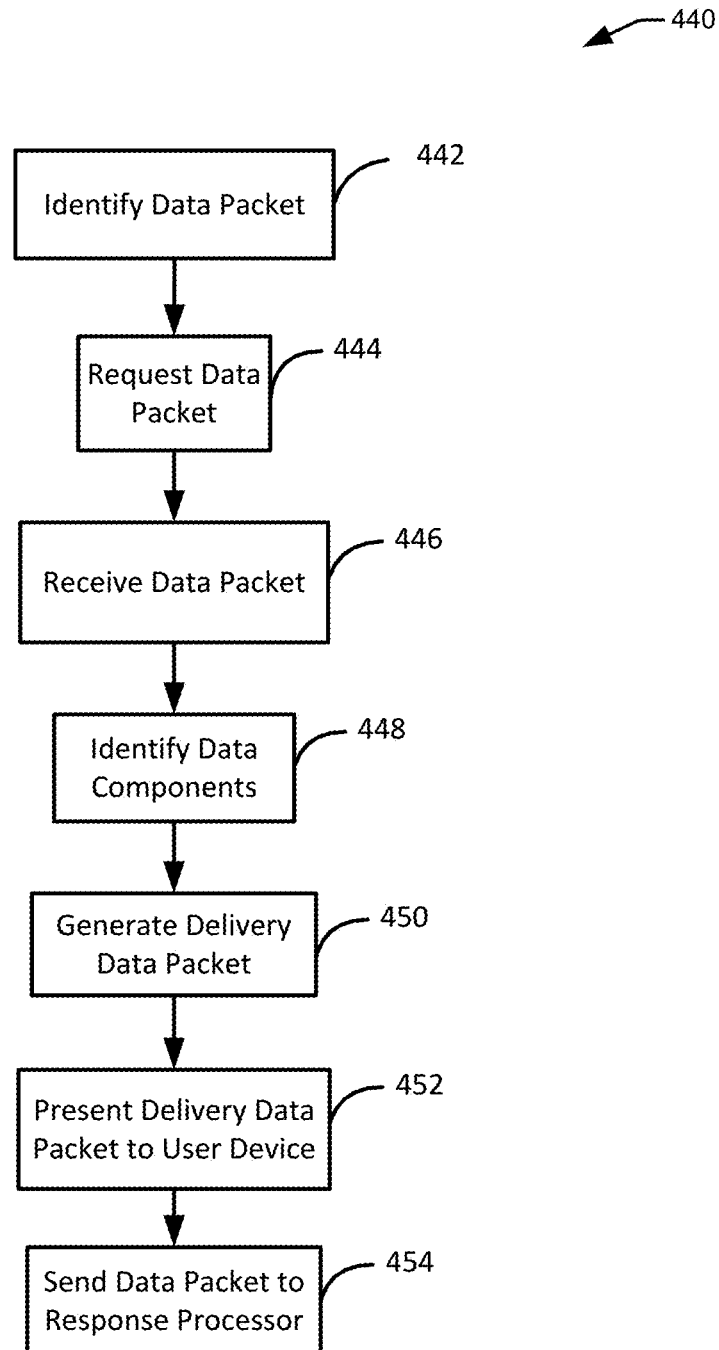 440
Identify Data Packet
442
Request Data
Packet
444
Receive Data Packet
446
Identify Data
Components
448
Generate Delivery
Data Packet
450
Present Delivery Data
Packet to User Device
452
Send Data Packet to
Response Processor
454